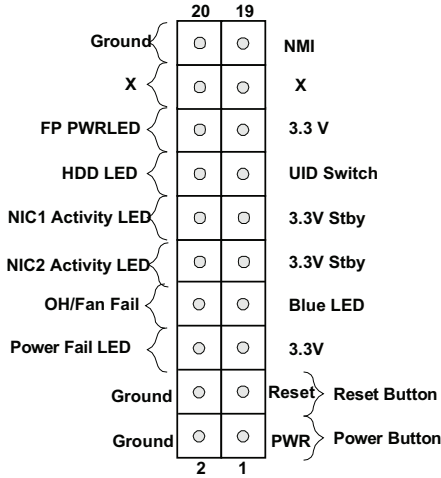 20 19
Ground NMI
X X
FP PWRLED 3.3 V
HDD LED UID Switch
NIC1 Activity LED 3.3V Stby
NIC2 Activity LED 3.3V Stby
OH/Fan Fail Blue LED
Power Fail LED 3.3V
Ground Reset Reset Button
Ground PWR Power Button
2 1